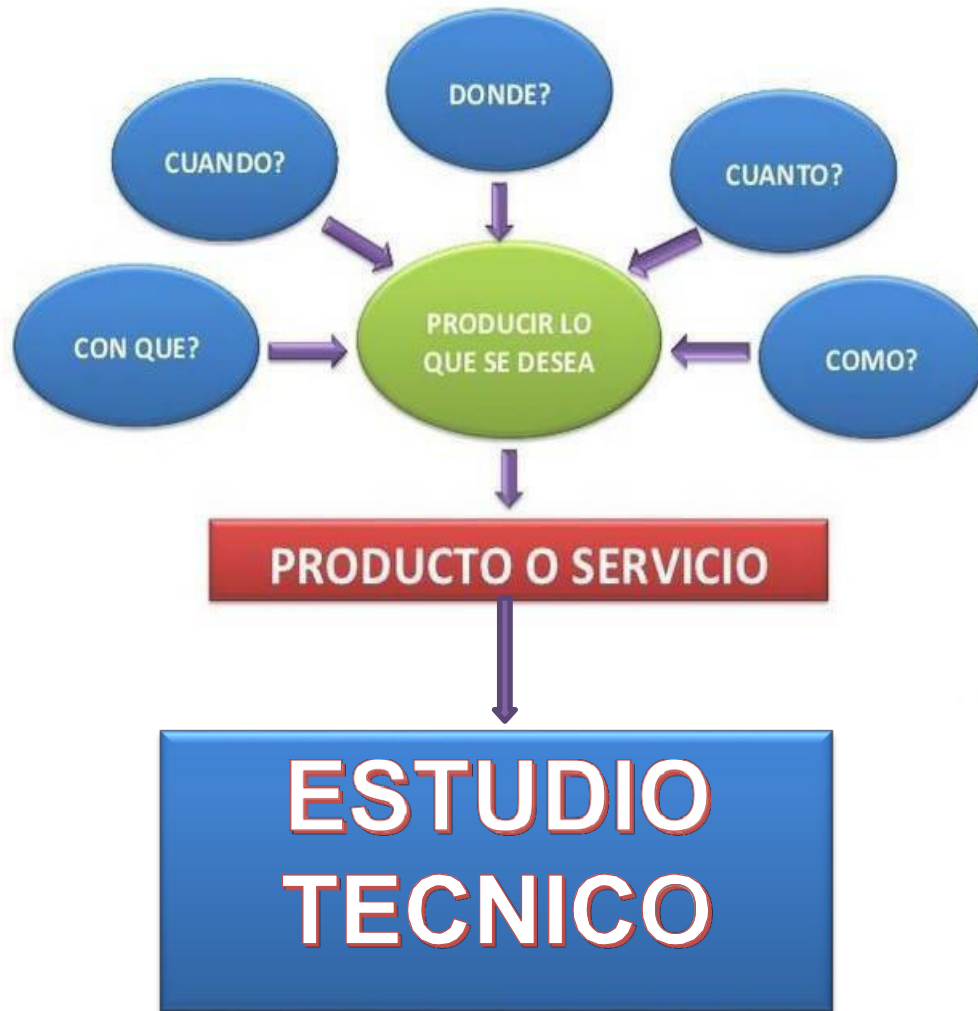 DONDE?
CUANDO?
CUANTO?
CON QUE?
PRODUCIR LO
QUE SE DESEA
COMO?
PRODUCTO O SERVICIO
ESTUDIO
TECNICO